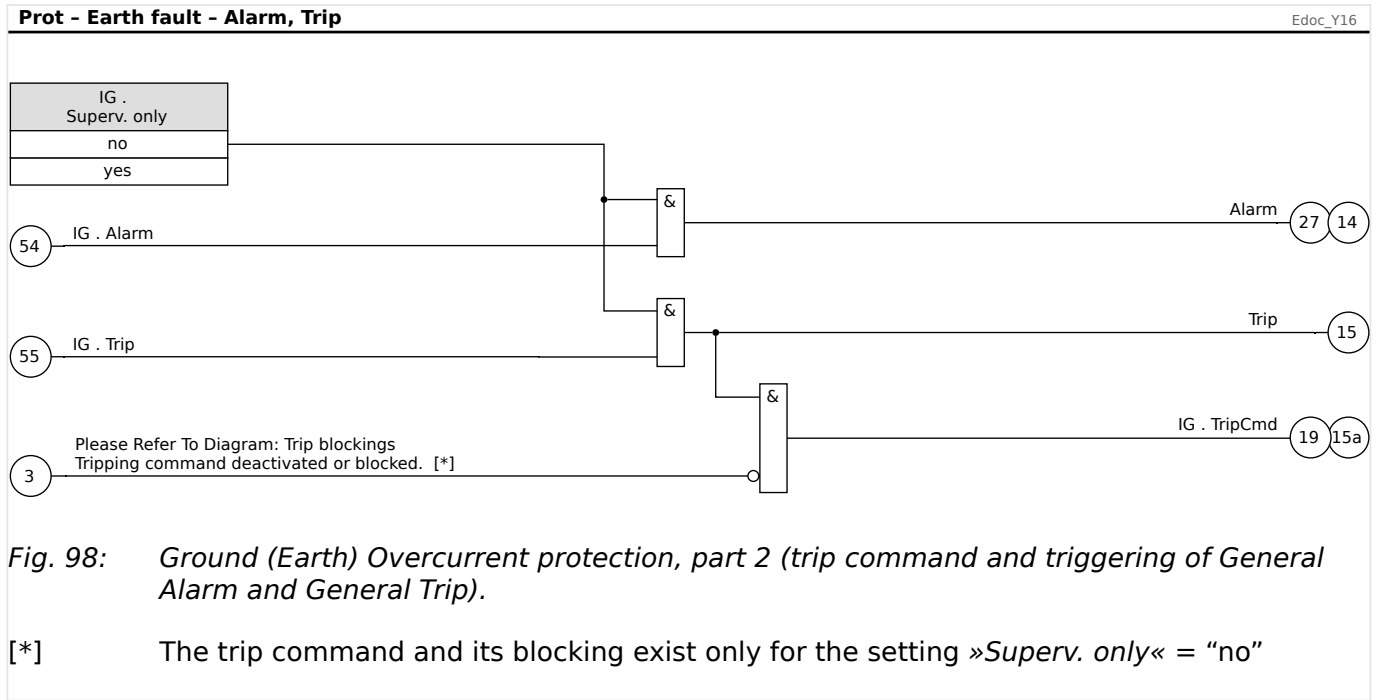 Prot – Earth fault – Alarm, Trip
Edoc_Y16
IG .
Superv. only
no
yes
&
Alarm
27
14
54
IG . Alarm
&
Trip
15
55
IG . Trip
&
IG . TripCmd
19
15a
Please Refer To Diagram: Trip blockings
Tripping command deactivated or blocked. [*]
3
Fig. 98: Ground (Earth) Overcurrent protection, part 2 (trip command and triggering of General
Alarm and General Trip).
[*] The trip command and its blocking exist only for the setting »Superv. only« = “no”